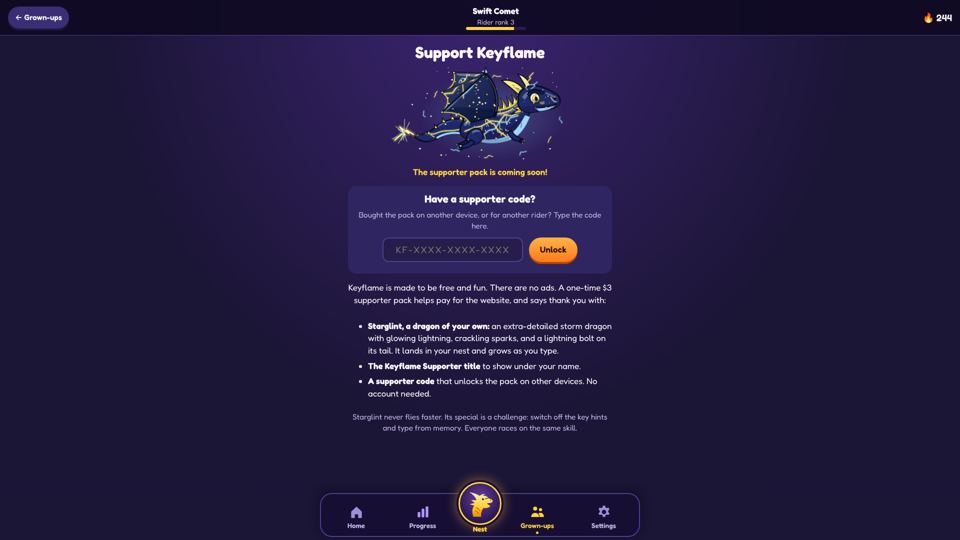 ← Grown-ups
Swift Comet
Rider rank 3
🔥 244
Support Keyflame
The supporter pack is coming soon!
Have a supporter code?
Bought the pack on another device, or for another rider? Type the code
here.
KF-XXXX-XXXX-XXXX
Unlock
Keyflame is made to be free and fun. There are no ads. A one-time $3
supporter pack helps pay for the website, and says thank you with:
• Starglint, a dragon of your own: an extra-detailed storm dragon
with glowing lightning, crackling sparks, and a lightning bolt on
its tail. It lands in your nest and grows as you type.
• The Keyflame Supporter title to show under your name.
• A supporter code that unlocks the pack on other devices. No
account needed.
Starglint never flies faster. Its special is a challenge: switch off the key hints
and type from memory. Everyone races on the same skill.
Home
Progress
Nest
Grown-ups
Settings